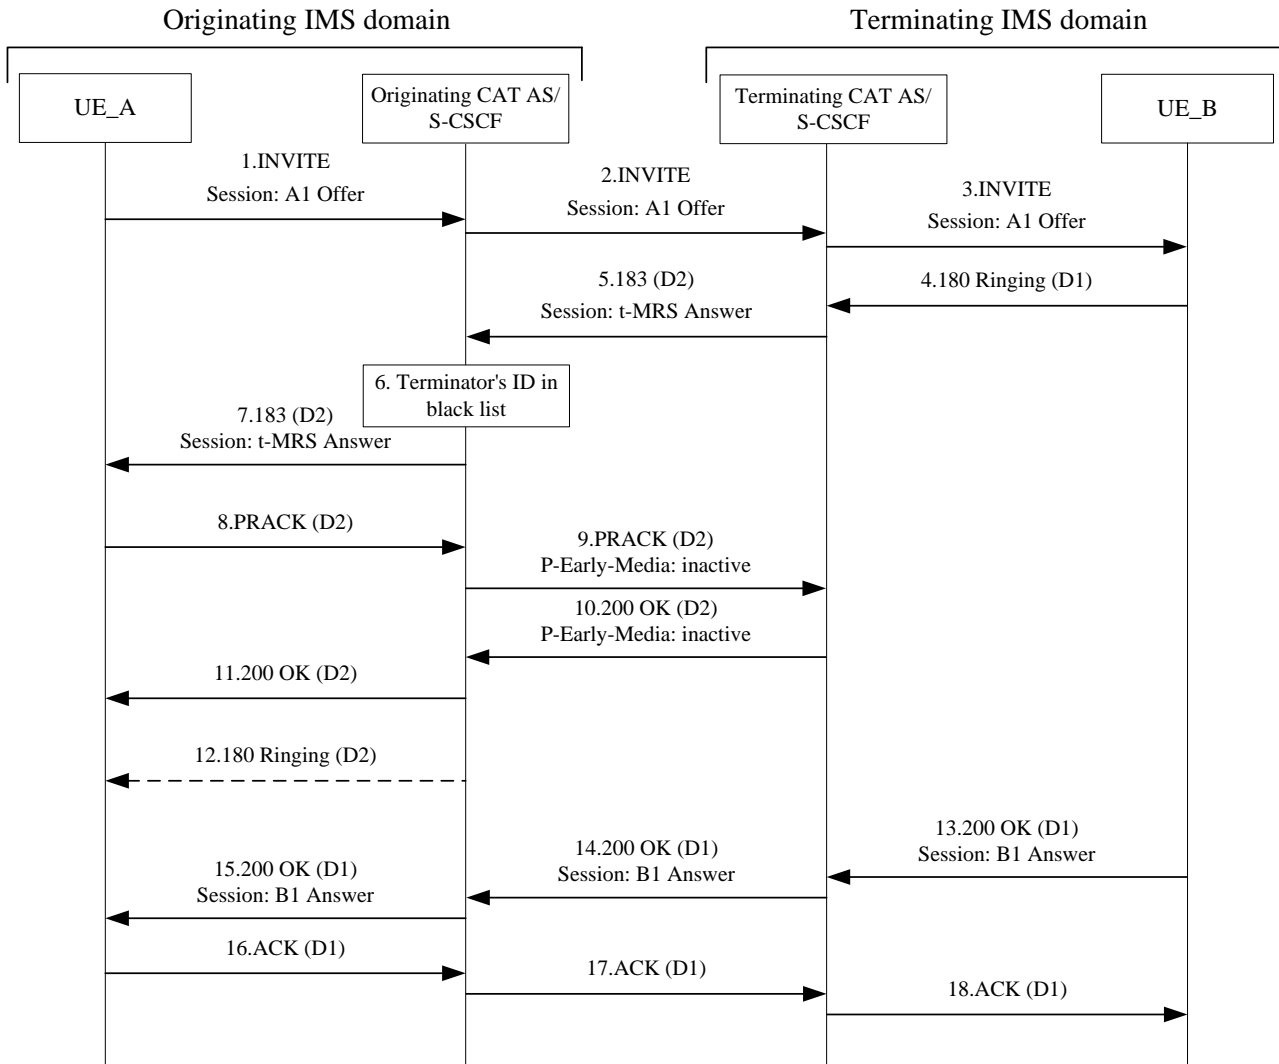 Originating IMS domain
Terminating IMS domain
UE_A
Originating CAT AS/
S-CSCF
Terminating CAT AS/
S-CSCF
UE_B
1.INVITE
Session: A1 Offer
2.INVITE
Session: A1 Offer
3.INVITE
Session: A1 Offer
4.180 Ringing (D1)
5.183 (D2)
Session: t-MRS Answer
6. Terminator's ID in
black list
7.183 (D2)
Session: t-MRS Answer
8.PRACK (D2)
9.PRACK (D2)
P-Early-Media: inactive
10.200 OK (D2)
P-Early-Media: inactive
11.200 OK (D2)
12.180 Ringing (D2)
13.200 OK (D1)
Session: B1 Answer
14.200 OK (D1)
Session: B1 Answer
15.200 OK (D1)
Session: B1 Answer
16.ACK (D1)
17.ACK (D1)
18.ACK (D1)